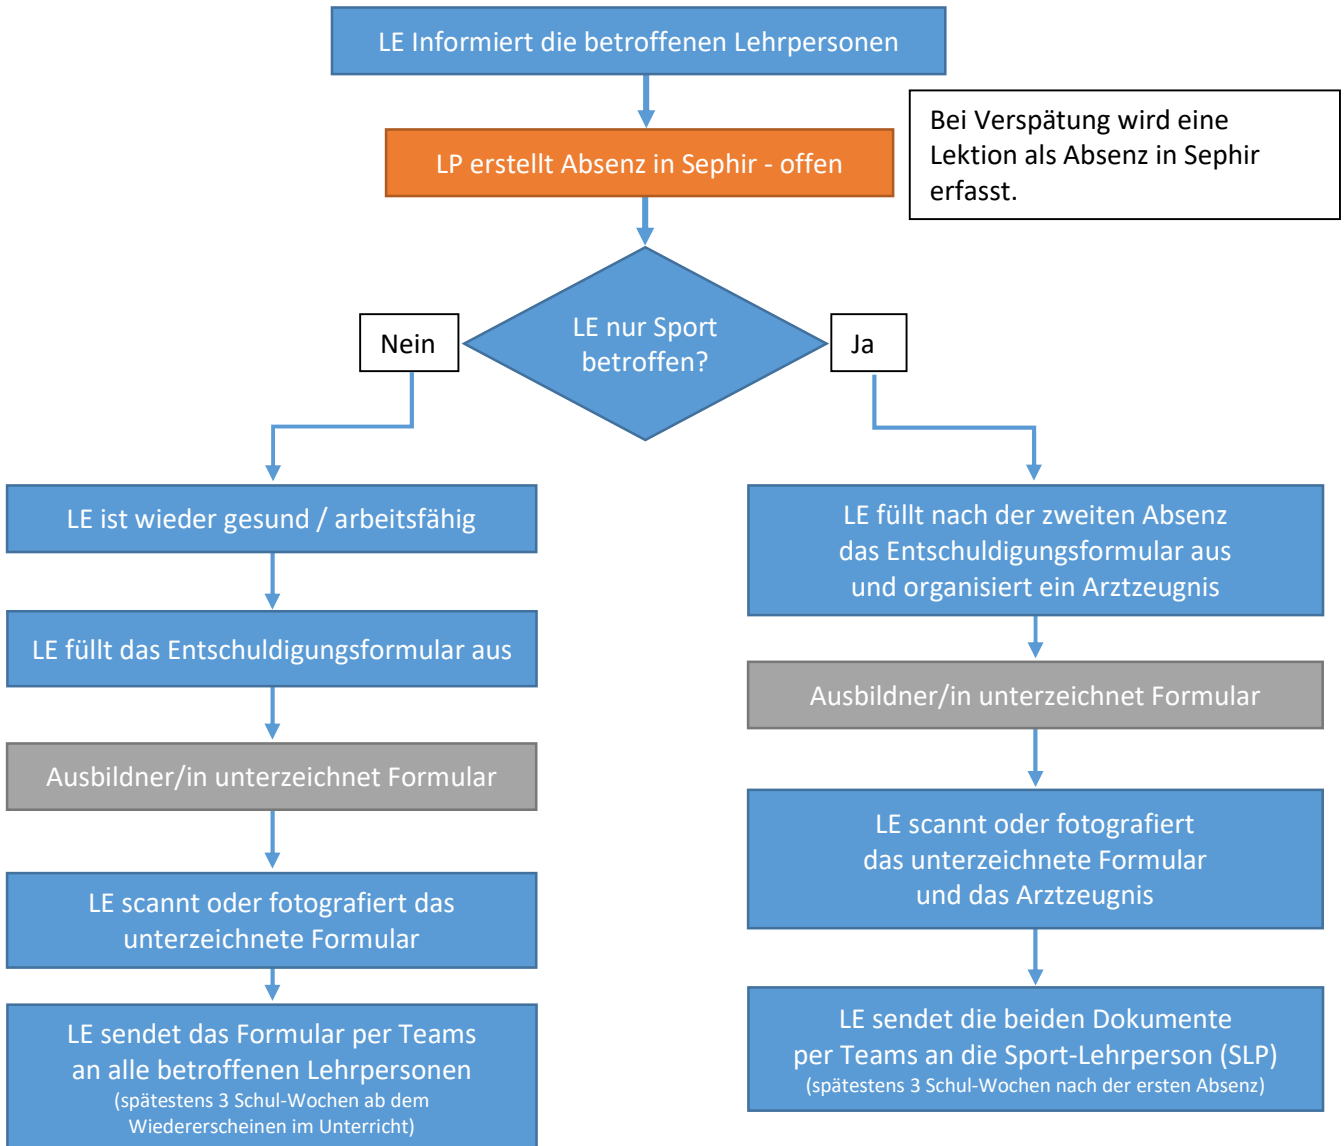 LE Informiert die betroffenen Lehrpersonen
Bei Verspätung wird eine
Lektion als Absenz in Sephir
erfasst.
LP erstellt Absenz in Sephir - offen
LE nur Sport
betroffen?
Nein
Ja
LE ist wieder gesund / arbeitsfähig
LE füllt das Entschuldigungsformular aus
Ausbildner/in unterzeichnet Formular
LE scannt oder fotografiert das
unterzeichnete Formular
LE sendet das Formular per Teams
an alle betroffenen Lehrpersonen
(spätestens 3 Schul-Wochen ab dem
Wiedererscheinen im Unterricht)
LE füllt nach der zweiten Absenz
das Entschuldigungsformular aus
und organisiert ein Arztzeugnis
Ausbildner/in unterzeichnet Formular
LE scannt oder fotografiert
das unterzeichnete Formular
und das Arztzeugnis
LE sendet die beiden Dokumente
per Teams an die Sport-Lehrperson (SLP)
(spätestens 3 Schul-Wochen nach der ersten Absenz)